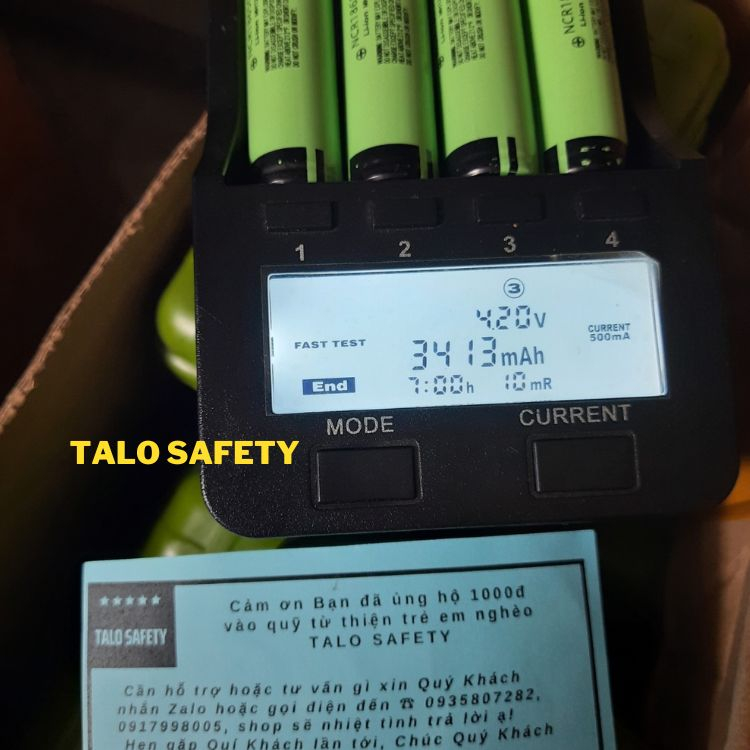 NCR186
Li-ion
NCR18
1
2
3
4
3
4.20V
FAST TEST
3413mAh
CURRENT
500mA
End
7:00h
10mR
MODE
CURRENT
TALO SAFETY
★★★★★
TALO SAFETY
Cảm ơn Bạn đã ủng hộ 1000đ
vào quỹ từ thiện trẻ em nghèo
TALO SAFETY
Cần hỗ trợ hoặc tư vấn gì xin Quý Khách
nhắn Zalo hoặc gọi điện đến ☎ 0935807282,
0917998005, shop sẽ nhiệt tình trả lời ạ!
Hẹn gặp Quí Khách lần tới, Chúc Quý Khách